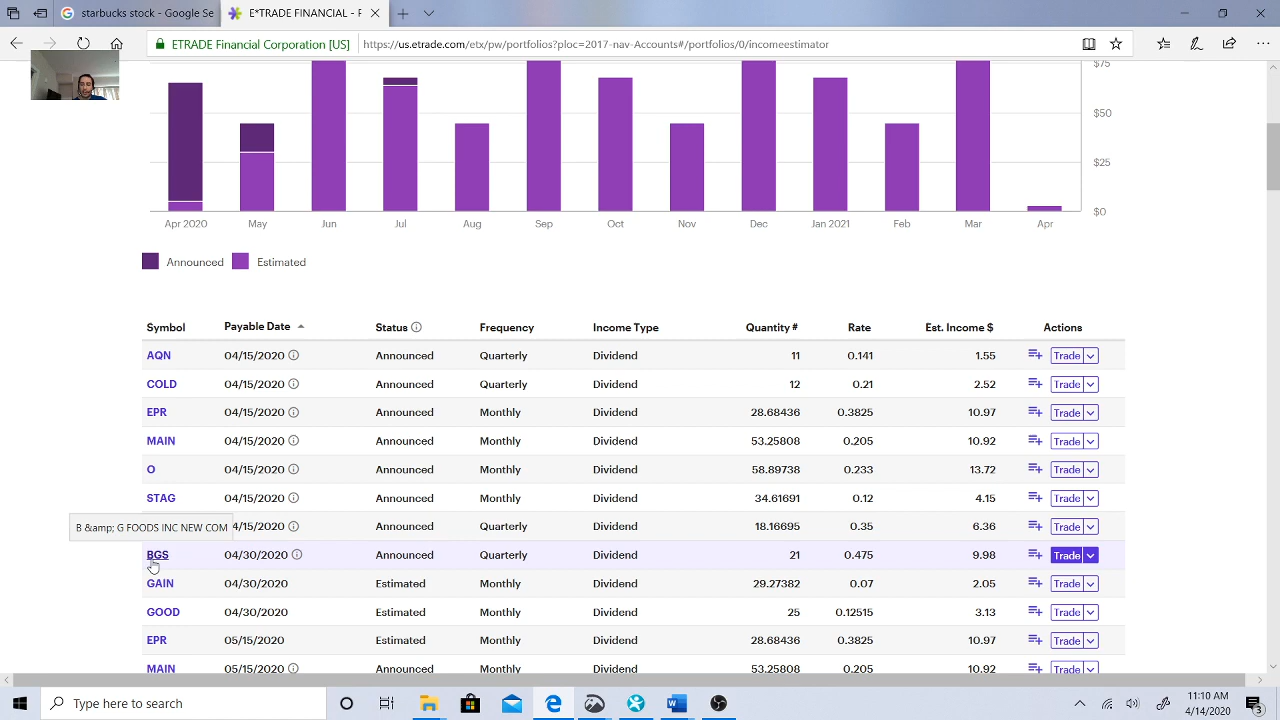 starbucks stock dividend - G
E*TRADE FINANCIAL - F
ETRADE Financial Corporation [US]
https://us.etrade.com/e/t/pw/portfolios?ploc=2017-nav-Accounts#/portfolios/0/incomeestimator
$75
$50
$25
$0
Apr 2020 May Jun Jul Aug Sep Oct Nov Dec Jan 2021 Feb Mar Apr
Announced Estimated
Symbol Payable Date Status Frequency Income Type Quantity # Rate Est. Income $ Actions
AQN 04/15/2020 Announced Quarterly Dividend 11 0.141 1.55 Trade
COLD 04/15/2020 Announced Quarterly Dividend 12 0.21 2.52 Trade
EPR 04/15/2020 Announced Monthly Dividend 28.68436 0.3825 10.97 Trade
MAIN 04/15/2020 Announced Monthly Dividend 53.25808 0.205 10.92 Trade
O 04/15/2020 Announced Monthly Dividend 58.89738 0.233 13.72 Trade
STAG 04/15/2020 Announced Monthly Dividend 34.61691 0.12 4.15 Trade
B &amp; G FOODS INC NEW COM
4/15/2020 Announced Quarterly Dividend 18.16695 0.35 6.36 Trade
BGS 04/30/2020 Announced Quarterly Dividend 21 0.475 9.98 Trade
GAIN 04/30/2020 Estimated Monthly Dividend 29.27382 0.07 2.05 Trade
GOOD 04/30/2020 Estimated Monthly Dividend 25 0.12515 3.13 Trade
EPR 05/15/2020 Estimated Monthly Dividend 28.68436 0.3825 10.97 Trade
MAIN 05/15/2020 Announced Monthly Dividend 53.25808 0.205 10.92 Trade
Type here to search
11:10 AM
4/14/2020
3